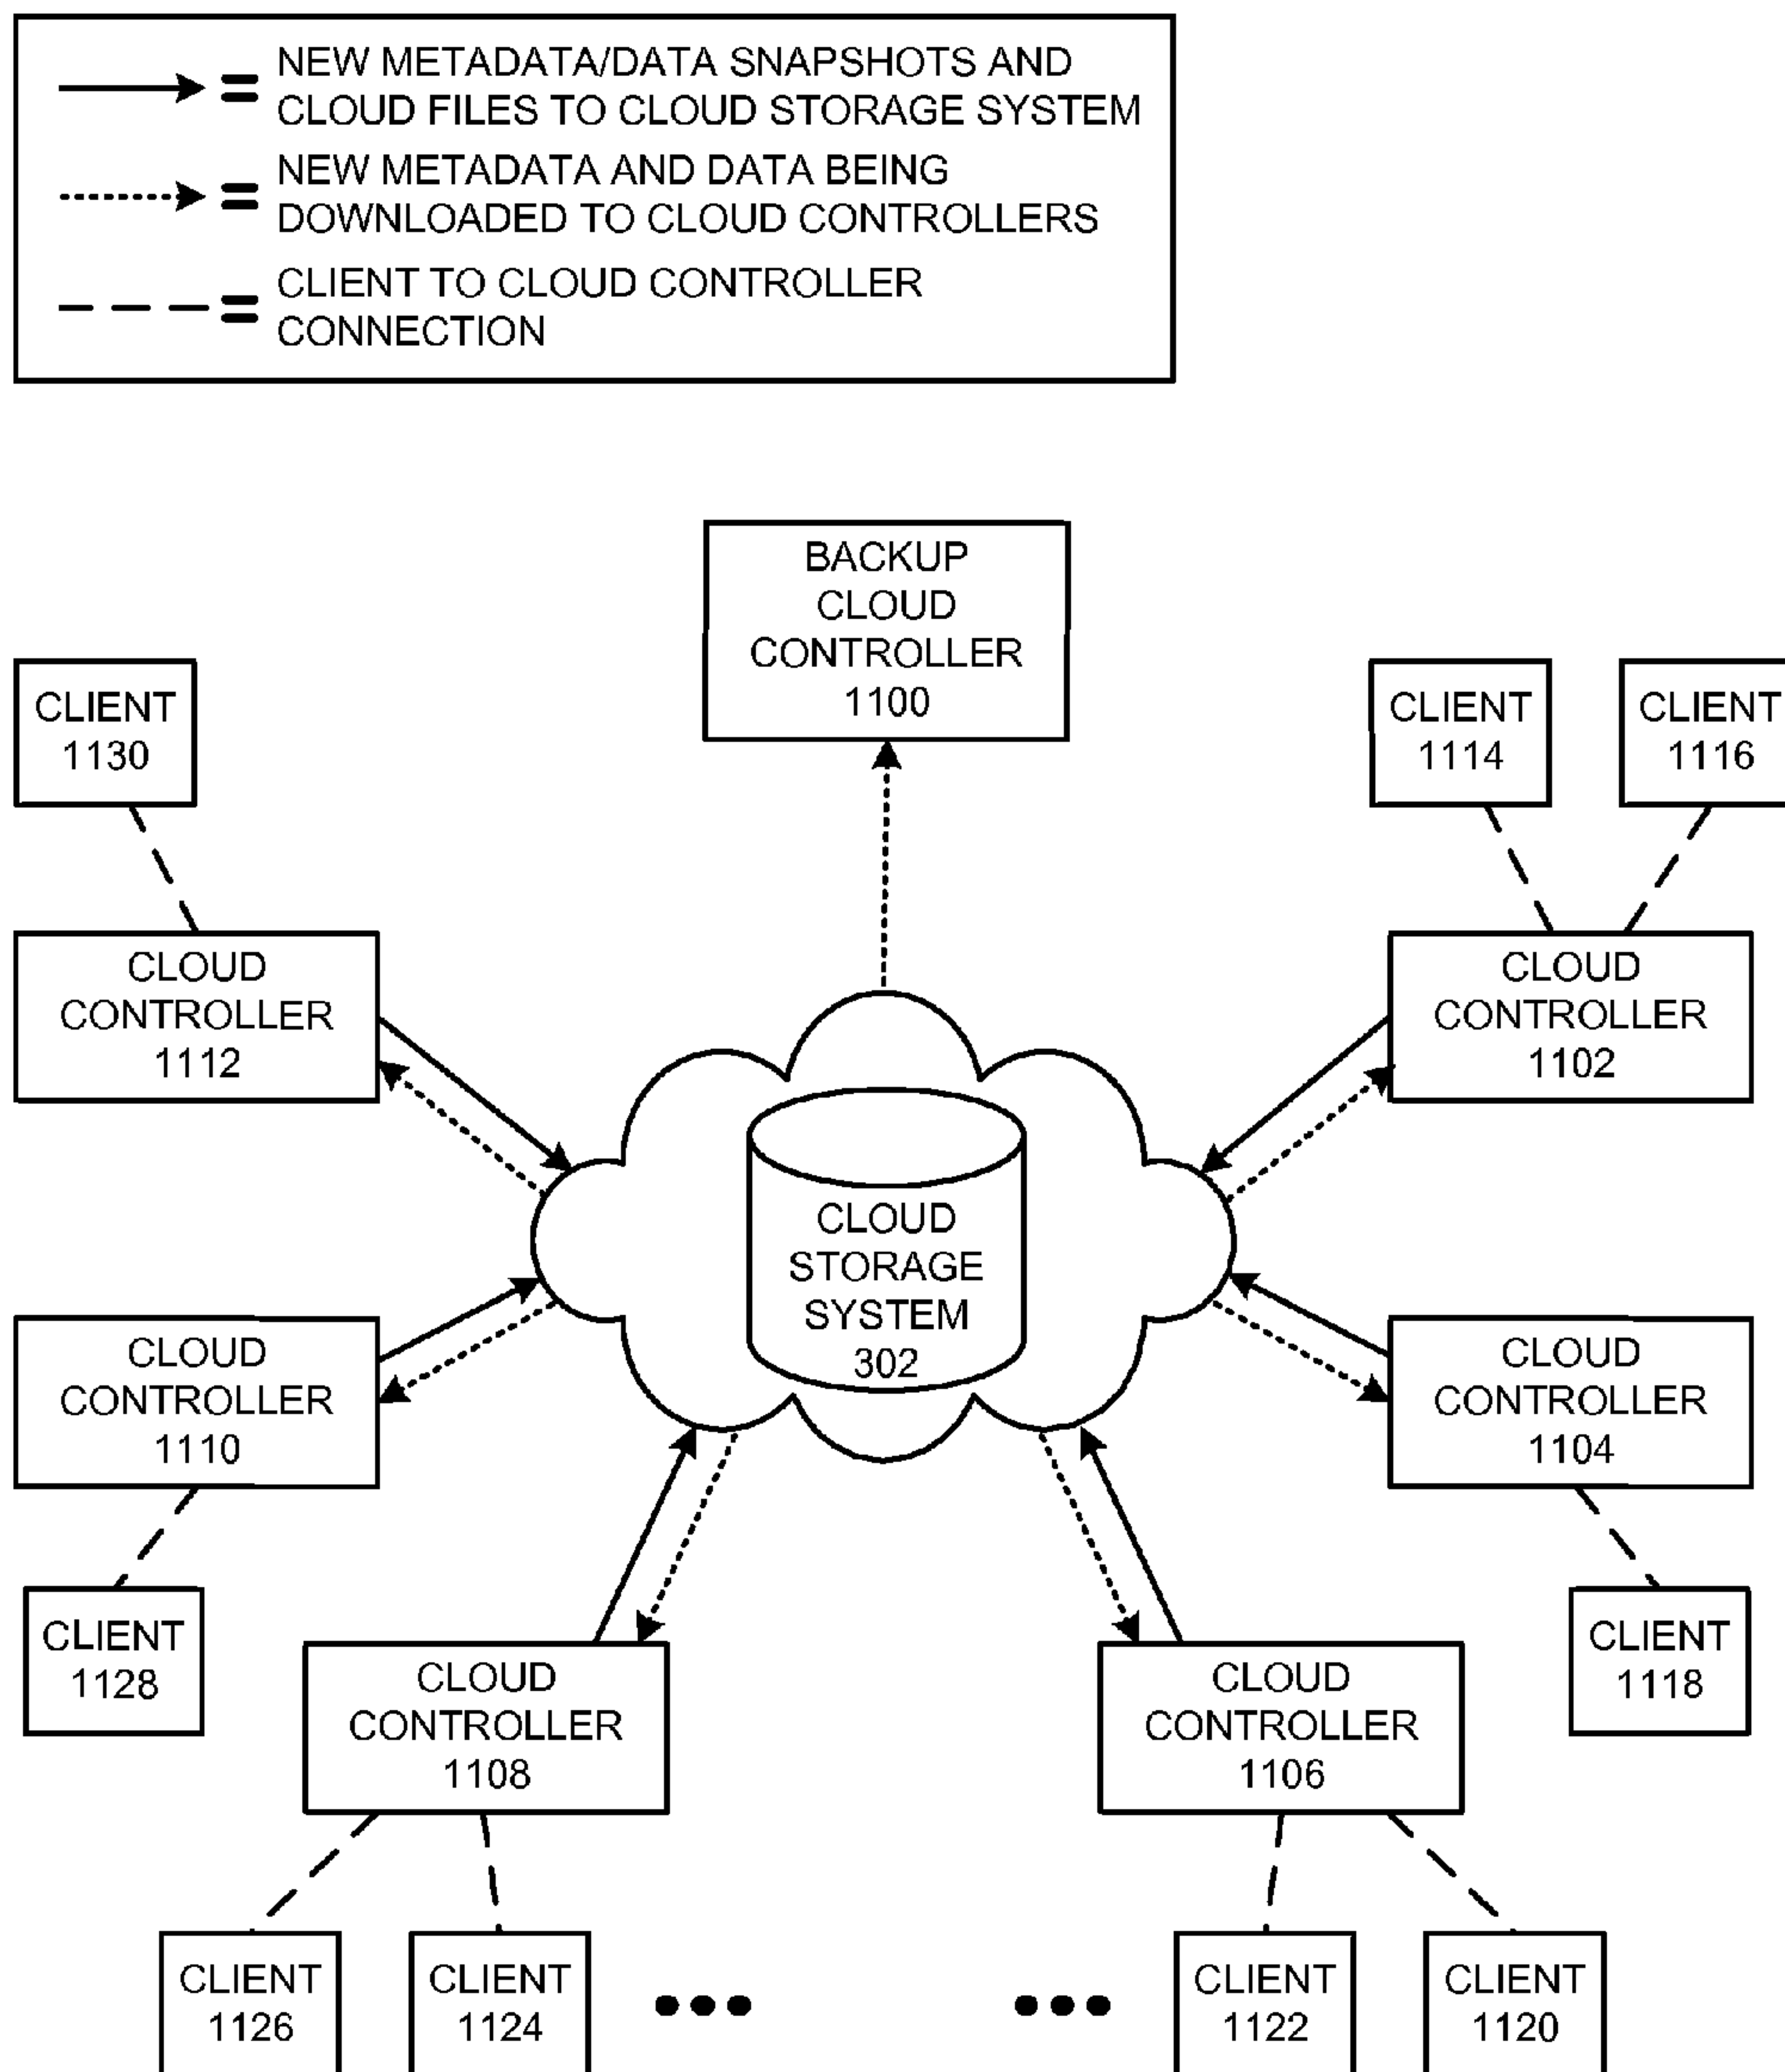 NEW METADATA/DATA SNAPSHOTS AND
CLOUD FILES TO CLOUD STORAGE SYSTEM
NEW METADATA AND DATA BEING
DOWNLOADED TO CLOUD CONTROLLERS
CLIENT TO CLOUD CONTROLLER
CONNECTION
BACKUP
CLOUD
CONTROLLER
1100
CLIENT
1130
CLIENT
1114
CLIENT
1116
CLOUD
CONTROLLER
1112
CLOUD
CONTROLLER
1102
CLOUD
STORAGE
SYSTEM
302
CLOUD
CONTROLLER
1110
CLOUD
CONTROLLER
1104
CLIENT
1128
CLIENT
1118
CLOUD
CONTROLLER
1108
CLOUD
CONTROLLER
1106
CLIENT
1126
CLIENT
1124
CLIENT
1122
CLIENT
1120